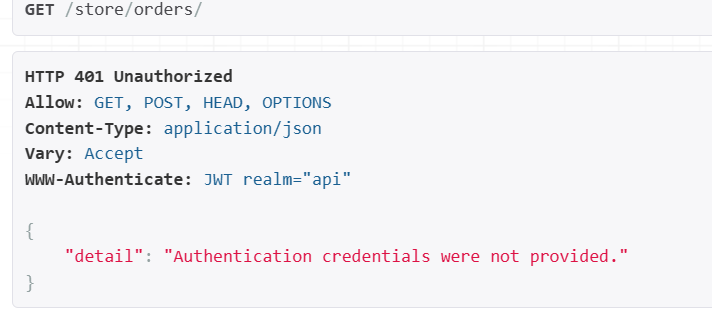 GET /store/orders/
HTTP 401 Unauthorized
Allow: GET, POST, HEAD, OPTIONS
Content-Type: application/json
Vary: Accept
WWW-Authenticate: JWT realm="api"
{
    "detail": "Authentication credentials were not provided."
}